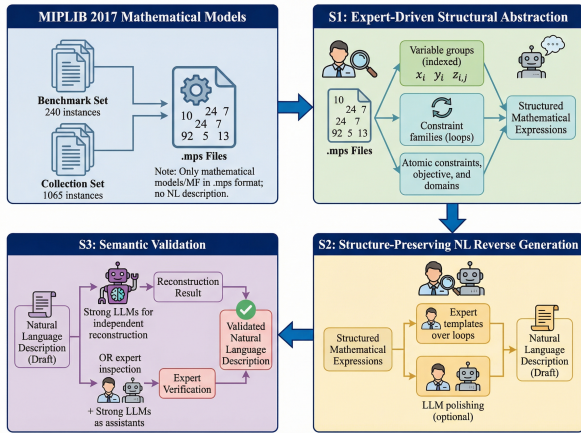 MIPLIB 2017 Mathematical Models
Benchmark Set
240 instances
Collection Set
1065 instances
10 24 7
24 7
92 5 13
.mps Files
Note: Only mathematical
models/MF in .mps format;
no NL description.
S1: Expert-Driven Structural Abstraction
10
24 7
24 7
92 5 13
.mps Files
Variable groups
(indexed)
x_i y_i z_{i,j}
Constraint
families (loops)
Atomic constraints,
objective, and
domains
Structured
Mathematical
Expressions
S3: Semantic Validation
Natural
Language
Description
(Draft)
Strong LLMs for
independent
reconstruction
Reconstruction
Result
OR expert
inspection
+ Strong LLMs
as assistants
Expert
Verification
Validated
Natural
Language
Description
S2: Structure-Preserving NL Reverse Generation
Structured
Mathematical
Expressions
Expert
templates
over loops
LLM polishing
(optional)
Natural
Language
Description
(Draft)